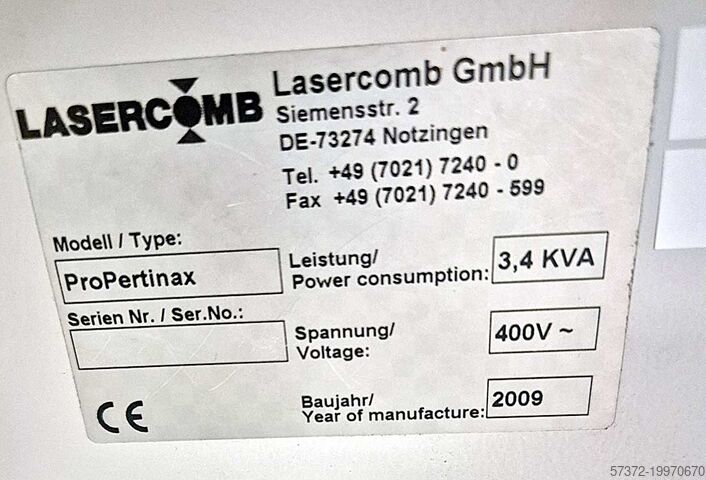 LASERCOMB
Lasercomb GmbH
Siemensstr. 2
DE-73274 Notzingen
Tel. +49 (7021) 7240 - 0
Fax +49 (7021) 7240 - 599
Modell / Type:
ProPertinax
Serien Nr. / Ser.No.:
Leistung/
Power consumption:
3,4 KVA
Spannung/
Voltage:
400V ~
Baujahr/
Year of manufacture:
2009
CE
57372-19970670